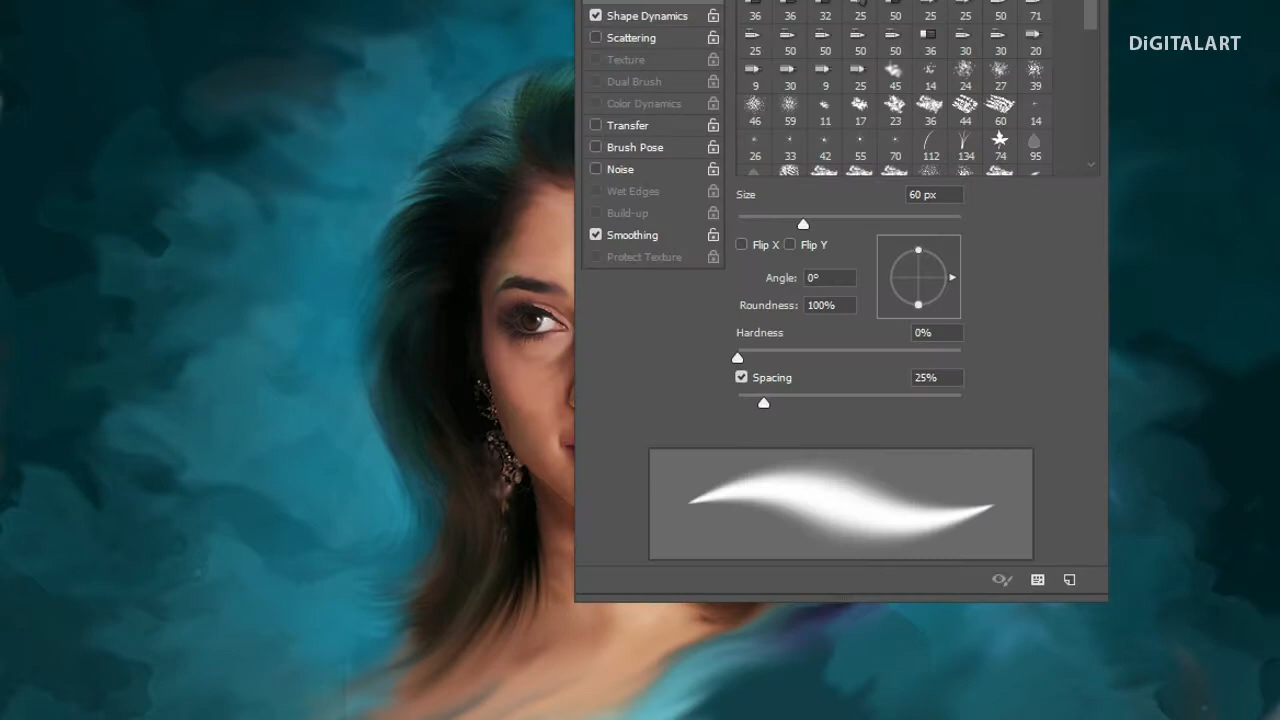 DiGITALART
Shape Dynamics
Scattering
Texture
Dual Brush
Color Dynamics
Transfer
Brush Pose
Noise
Wet Edges
Build-up
Smoothing
Protect Texture
36 36 32 25 50 25 25 50 71
25 50 50 50 50 36 30 30 20
9 30 9 25 45 14 24 27 39
46 59 11 17 23 36 44 60 14
26 33 42 55 70 112 134 74 95
Size 60 px
Flip X Flip Y
Angle: 0º
Roundness: 100%
Hardness 0%
Spacing 25%